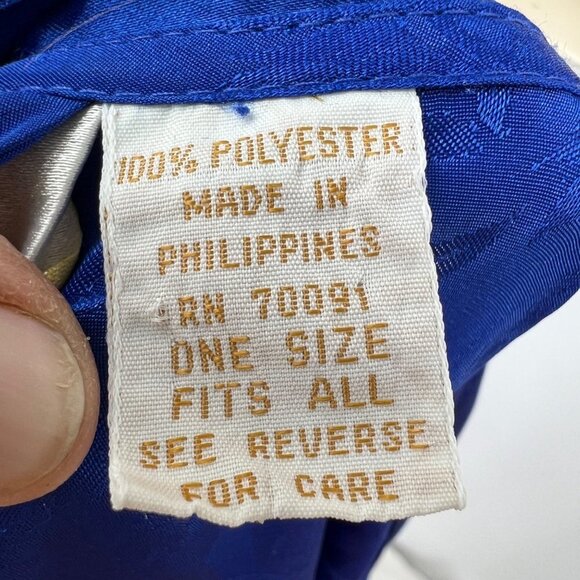 100% POLYESTER
MADE IN
PHILIPPINES
RN 70091
ONE SIZE
FITS ALL
SEE REVERSE
FOR CARE